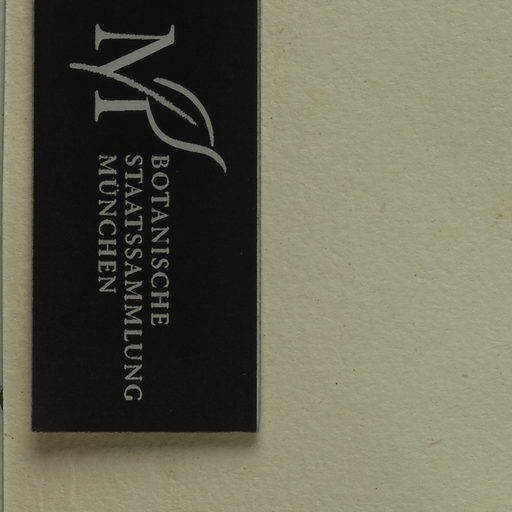 M
BOTANISCHE
STAATSSAMMLUNG
MÜNCHEN